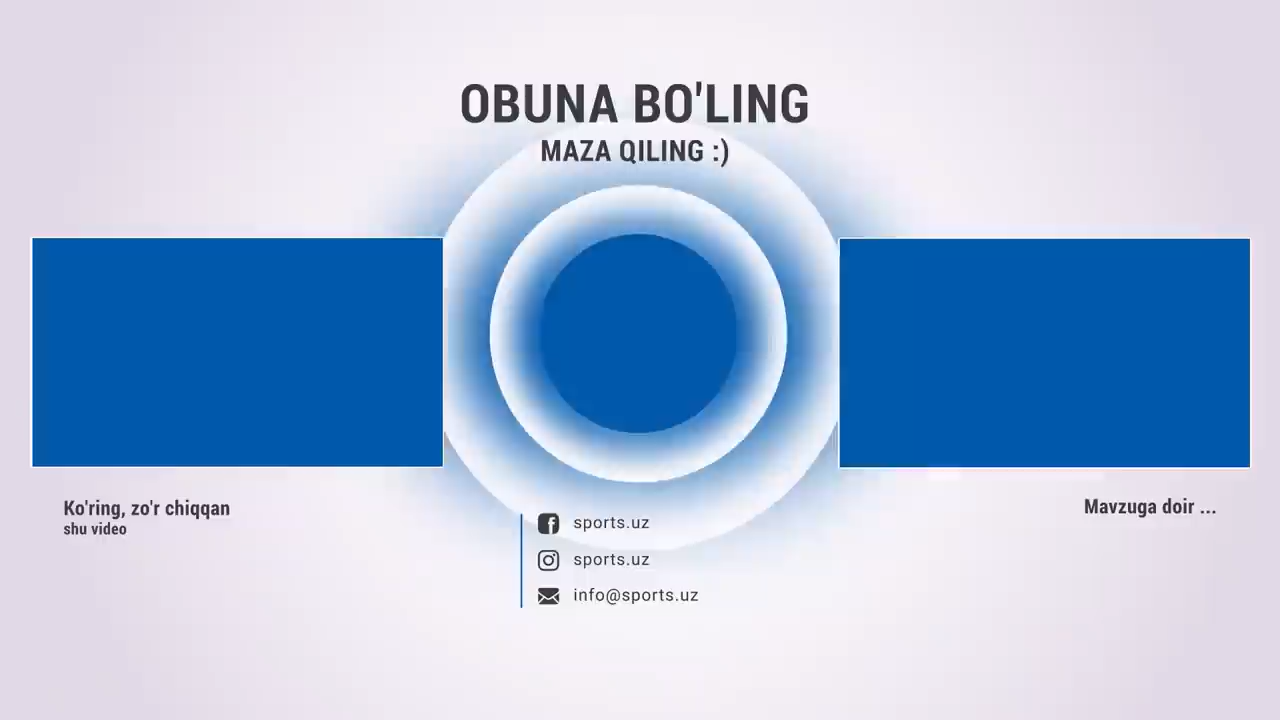 OBUNA BO'LING
MAZA QILING :)
Ko'ring, zo'r chiqqan
shu video
Mavzuga doir ...
sports.uz
sports.uz
info@sports.uz